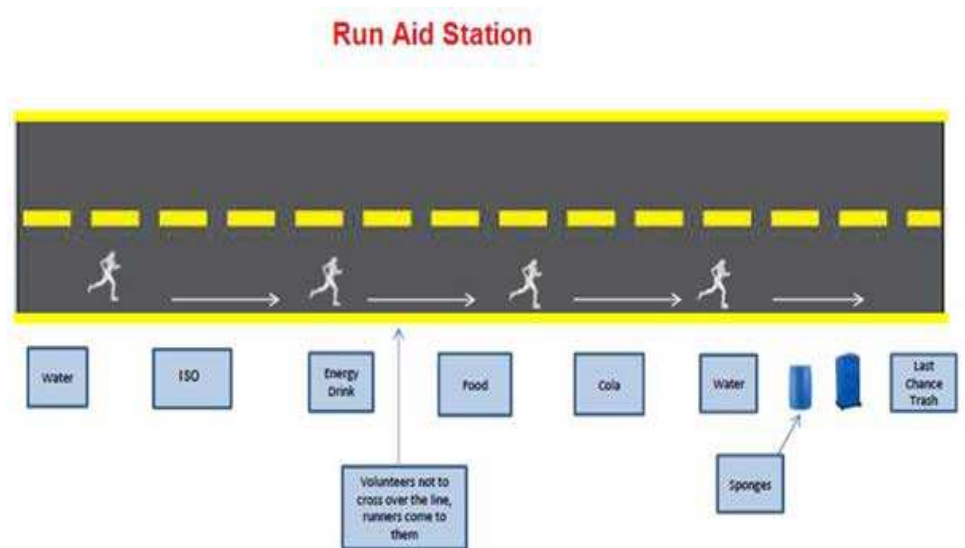 Run Aid Station
Water
ISO
Energy
Drink
Food
Cola
Water
Last
Chance
Trash
Sponges
Volunteers not to
cross over the line,
runners come to
them